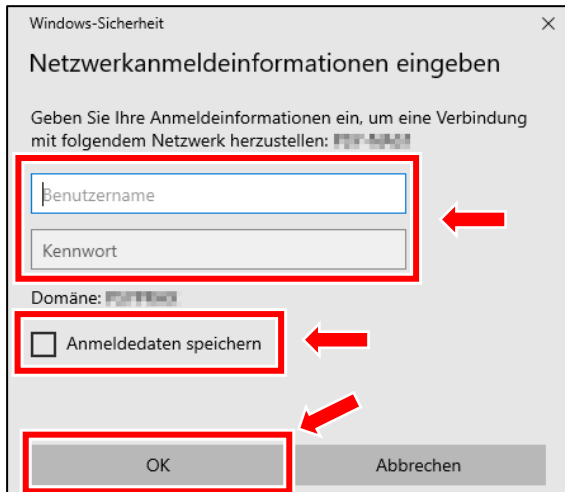 Windows-Sicherheit
Netzwerkanmeldeinformationen eingeben
Geben Sie Ihre Anmeldeinformationen ein, um eine Verbindung
mit folgendem Netzwerk herzustellen:
Benutzername
Kennwort
Domäne:
Anmeldedaten speichern
OK
Abbrechen